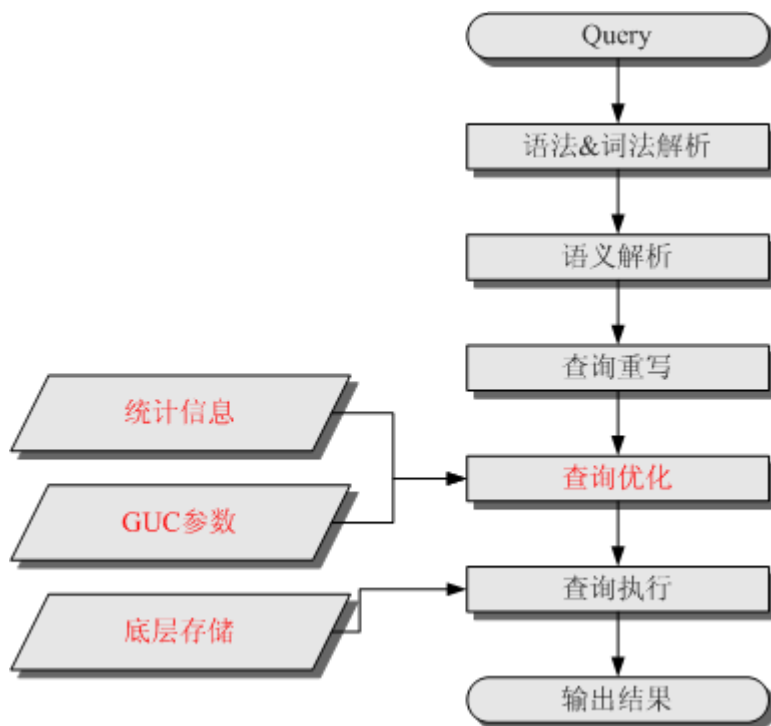 Query
语法&词法解析
语义解析
查询重写
统计信息
查询优化
GUC参数
查询执行
底层存储
输出结果